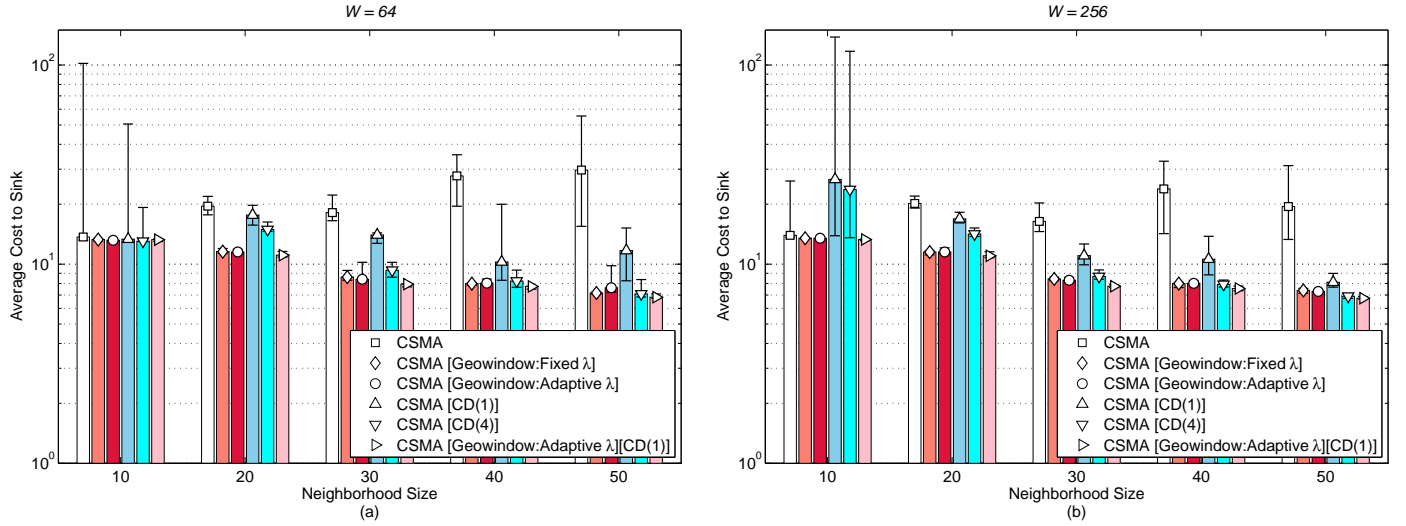 W = 64
Average Cost to Sink
10²
10¹
10⁰
CSMA
CSMA [Geowindow:Fixed λ]
CSMA [Geowindow:Adaptive λ]
CSMA [CD(1)]
CSMA [CD(4)]
CSMA [Geowindow:Adaptive λ][CD(1)]
10 20 30 40 50
Neighborhood Size
(a)
W = 256
Average Cost to Sink
10²
10¹
10⁰
CSMA
CSMA [Geowindow:Fixed λ]
CSMA [Geowindow:Adaptive λ]
CSMA [CD(1)]
CSMA [CD(4)]
CSMA [Geowindow:Adaptive λ][CD(1)]
10 20 30 40 50
Neighborhood Size
(b)